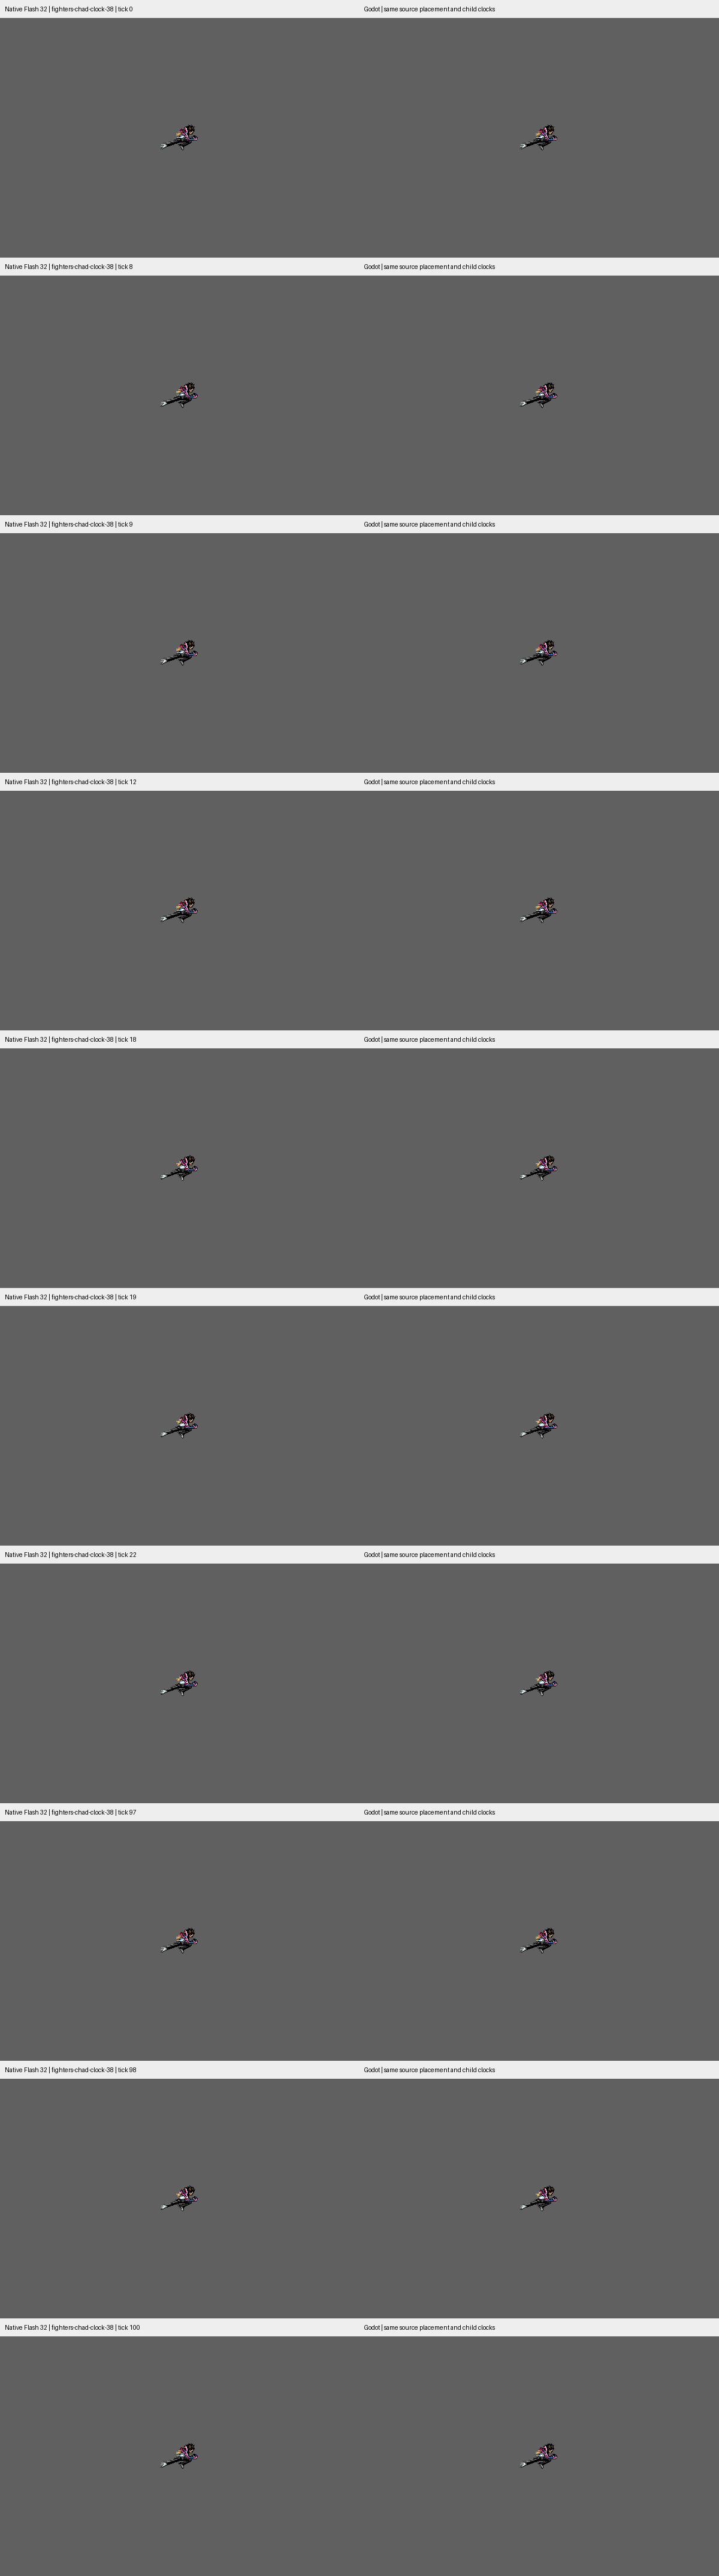 Native Flash 32 | fighters-chad-clock-38 | tick 0
Godot | same source placement and child clocks
Native Flash 32 | fighters-chad-clock-38 | tick 8
Godot | same source placement and child clocks
Native Flash 32 | fighters-chad-clock-38 | tick 9
Godot | same source placement and child clocks
Native Flash 32 | fighters-chad-clock-38 | tick 12
Godot | same source placement and child clocks
Native Flash 32 | fighters-chad-clock-38 | tick 18
Godot | same source placement and child clocks
Native Flash 32 | fighters-chad-clock-38 | tick 19
Godot | same source placement and child clocks
Native Flash 32 | fighters-chad-clock-38 | tick 22
Godot | same source placement and child clocks
Native Flash 32 | fighters-chad-clock-38 | tick 97
Godot | same source placement and child clocks
Native Flash 32 | fighters-chad-clock-38 | tick 98
Godot | same source placement and child clocks
Native Flash 32 | fighters-chad-clock-38 | tick 100
Godot | same source placement and child clocks